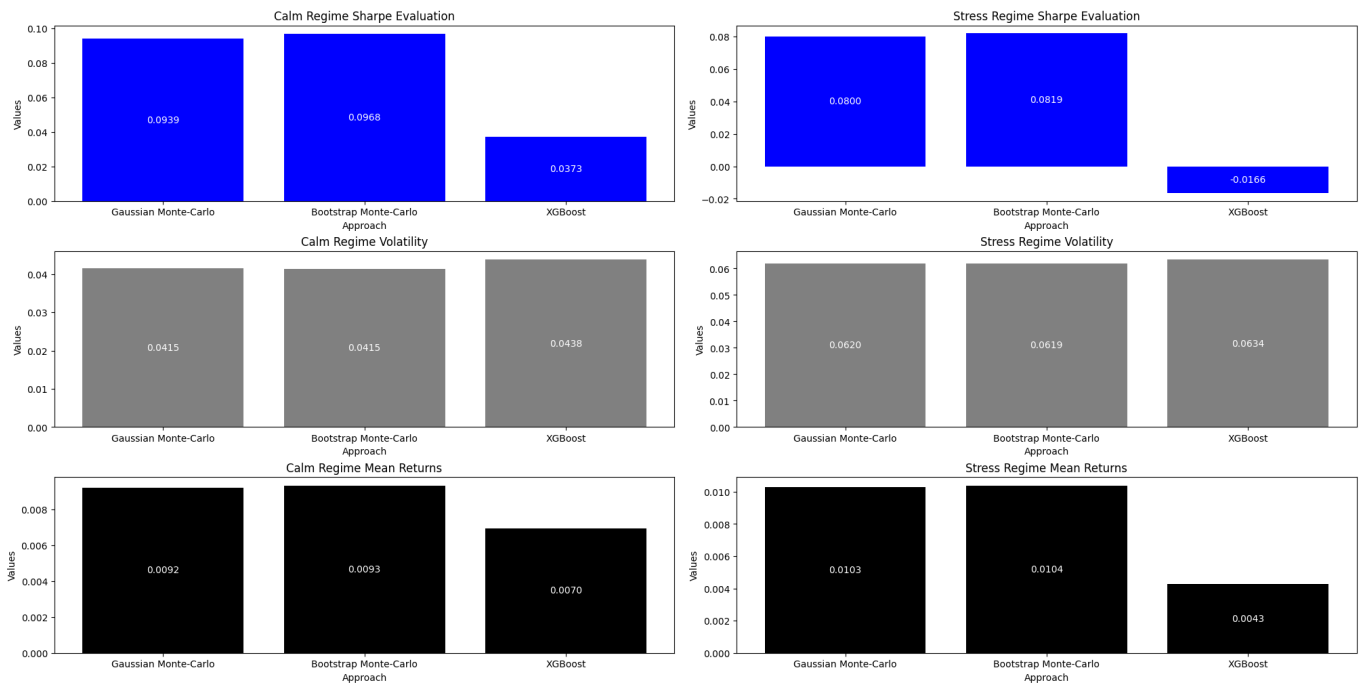 Calm Regime Sharpe Evaluation
0.10
0.08
0.06
0.04
0.02
0.00
Values
0.0939
0.0968
0.0373
Gaussian Monte-Carlo
Bootstrap Monte-Carlo
XGBoost
Approach
Stress Regime Sharpe Evaluation
0.08
0.06
0.04
0.02
0.00
−0.02
Values
0.0800
0.0819
-0.0166
Gaussian Monte-Carlo
Bootstrap Monte-Carlo
XGBoost
Approach
Calm Regime Volatility
0.04
0.03
0.02
0.01
0.00
Values
0.0415
0.0415
0.0438
Gaussian Monte-Carlo
Bootstrap Monte-Carlo
XGBoost
Approach
Stress Regime Volatility
0.06
0.05
0.04
0.03
0.02
0.01
0.00
Values
0.0620
0.0619
0.0634
Gaussian Monte-Carlo
Bootstrap Monte-Carlo
XGBoost
Approach
Calm Regime Mean Returns
0.008
0.006
0.004
0.002
0.000
Values
0.0092
0.0093
0.0070
Gaussian Monte-Carlo
Bootstrap Monte-Carlo
XGBoost
Approach
Stress Regime Mean Returns
0.010
0.008
0.006
0.004
0.002
0.000
Values
0.0103
0.0104
0.0043
Gaussian Monte-Carlo
Bootstrap Monte-Carlo
XGBoost
Approach